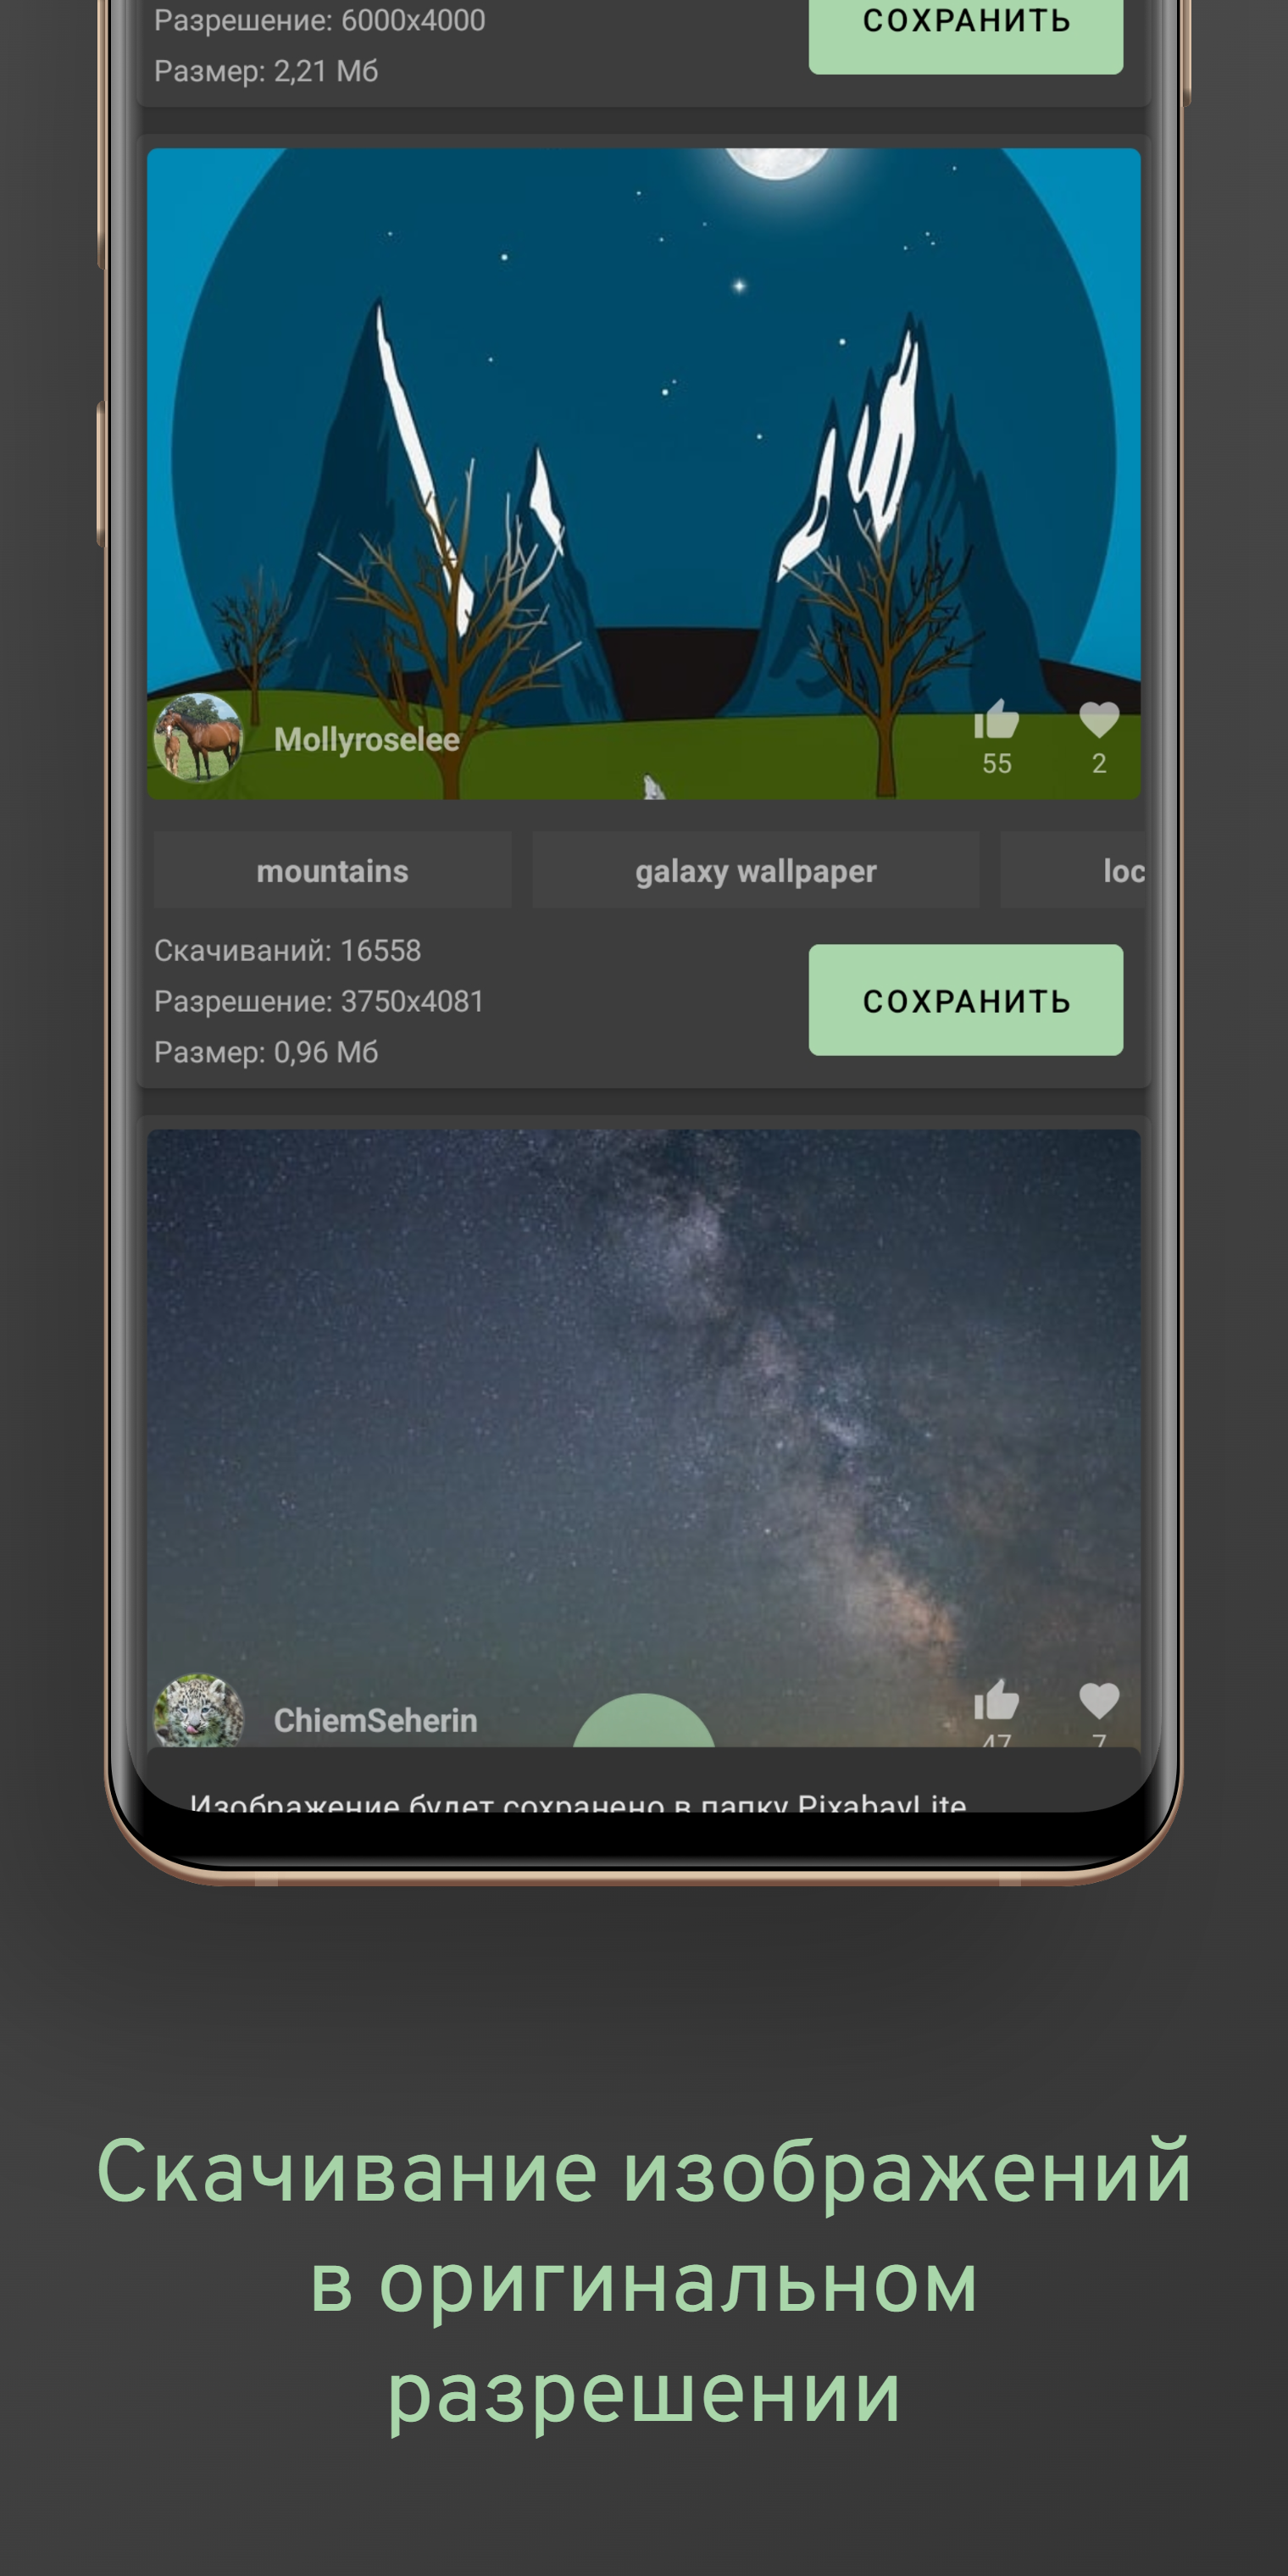 Разрешение: 6000x4000
СОХРАНИТЬ
Размер: 2,21 Мб
Mollyroselee
55
2
mountains
galaxy wallpaper
loc
Скачиваний: 16558
Разрешение: 3750x4081
СОХРАНИТЬ
Размер: 0,96 Мб
ChiemSeherin
47
7
Изображение будет сохранено в папку PixabayLite
Скачивание изображений
в оригинальном
разрешении